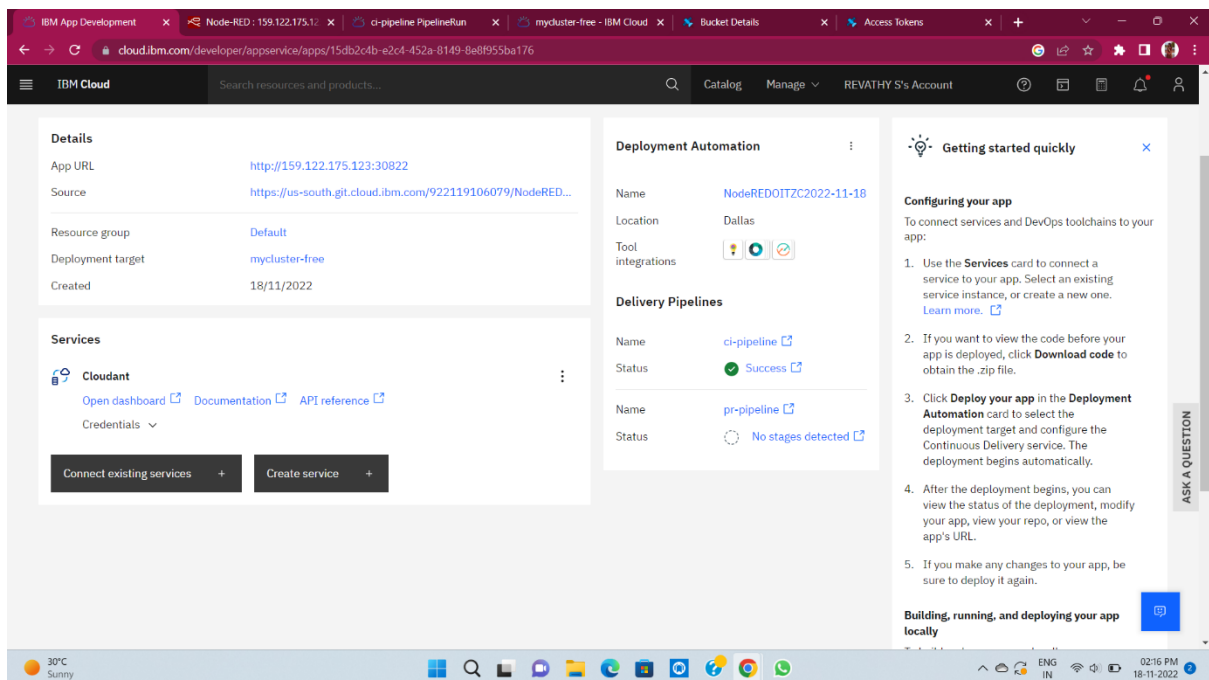 IBM App Development
Node-RED : 159.122.175.12
ci-pipeline PipelineRun
mycluster-free - IBM Cloud
Bucket Details
Access Tokens
cloud.ibm.com/developer/appservice/apps/15db2c4b-e2c4-452a-8149-8e8f955ba176
IBM Cloud
Search resources and products...
Catalog
Manage
REVATHY S's Account
Details
App URL http://159.122.175.123:30822
Source https://us-south.git.cloud.ibm.com/922119106079/NodeRED...
Resource group Default
Deployment target mycluster-free
Created 18/11/2022
Services
Cloudant
Open dashboard Documentation API reference
Credentials
Connect existing services +
Create service +
Deployment Automation
Name NodeREDOITZC2022-11-18
Location Dallas
Tool
integrations
Delivery Pipelines
Name ci-pipeline
Status Success
Name pr-pipeline
Status No stages detected
Getting started quickly
Configuring your app
To connect services and DevOps toolchains to your
app:
1. Use the Services card to connect a
service to your app. Select an existing
service instance, or create a new one.
Learn more.
2. If you want to view the code before your
app is deployed, click Download code to
obtain the .zip file.
3. Click Deploy your app in the Deployment
Automation card to select the
deployment target and configure the
Continuous Delivery service. The
deployment begins automatically.
4. After the deployment begins, you can
view the status of the deployment, modify
your app, view your repo, or view the
app's URL.
5. If you make any changes to your app, be
sure to deploy it again.
Building, running, and deploying your app
locally
ASK A QUESTION
30°C
Sunny
ENG
IN
02:16 PM
18-11-2022
2